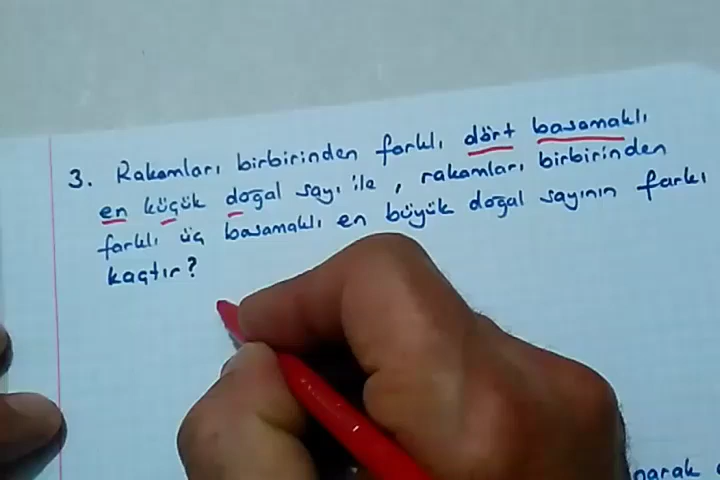 3. Rakamları birbirinden farklı dört basamaklı
en küçük doğal sayı ile, rakamları birbirinden
farklı üç basamaklı en büyük doğal sayının farkı
kaçtır?
narak